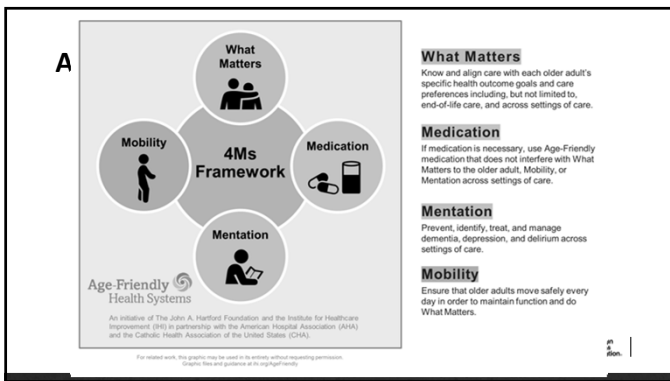 A
What
Matters
Mobility
4Ms
Framework
Medication
Mentation
Age-Friendly
Health Systems
An initiative of The John A. Hartford Foundation and the Institute for Healthcare
Improvement (IHI) in partnership with the American Hospital Association (AHA)
and the Catholic Health Association of the United States (CHA).
For related work, this graphic may be used in its entirety without requesting permission.
Graphic files and guidance at ihi.org/AgeFriendly
What Matters
Know and align care with each older adult's
specific health outcome goals and care
preferences including, but not limited to,
end-of-life care, and across settings of care.
Medication
If medication is necessary, use Age-Friendly
medication that does not interfere with What
Matters to the older adult, Mobility, or
Mentation across settings of care.
Mentation
Prevent, identify, treat, and manage
dementia, depression, and delirium across
settings of care.
Mobility
Ensure that older adults move safely every
day in order to maintain function and do
What Matters.